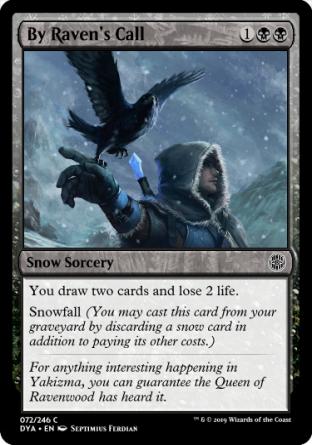 By Raven's Call 1
Snow Sorcery
You draw two cards and lose 2 life.
Snowfall (You may cast this card from your
graveyard by discarding a snow card in
addition to paying its other costs.)
For anything interesting happening in
Yakizma, you can guarantee the Queen of
Ravenwood has heard it.
072/246 C
DYA • EN Septimius Ferdian
™ & © 2019 Wizards of the Coast